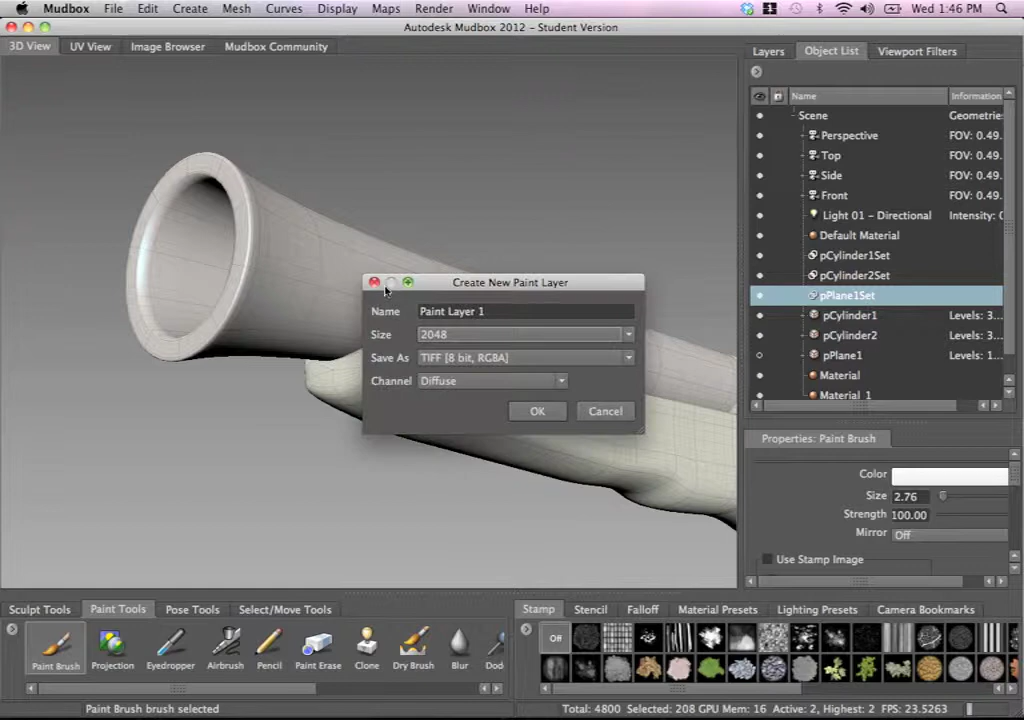 Mudbox File Edit Create Mesh Curves Display Maps Render Window Help Wed 1:46 PM
Autodesk Mudbox 2012 - Student Version
3D View UV View Image Browser Mudbox Community
Layers Object List Viewport Filters
Name Information
Scene Geometrie
Perspective FOV: 0.49.
Top FOV: 0.49.
Side FOV: 0.49.
Front FOV: 0.49.
Light 01 - Directional Intensity: (
Default Material
pCylinder1Set
pCylinder2Set
pPlane1Set
pCylinder1 Levels: 3...
pCylinder2 Levels: 3...
pPlane1 Levels: 1...
Material
Material 1
Create New Paint Layer
Name Paint Layer 1
Size 2048
Save As TIFF [8 bit, RGBA]
Channel Diffuse
OK Cancel
Properties: Paint Brush
Color
Size 2.76
Strength 100.00
Mirror Off
Use Stamp Image
Sculpt Tools Paint Tools Pose Tools Select/Move Tools
Stamp Stencil Falloff Material Presets Lighting Presets Camera Bookmarks
Off
Paint Brush Projection Eyedropper Airbrush Pencil Paint Erase Clone Dry Brush Blur Dod
Paint Brush brush selected
Total: 4800 Selected: 208 GPU Mem: 16 Active: 2, Highest: 2 FPS: 23.5263